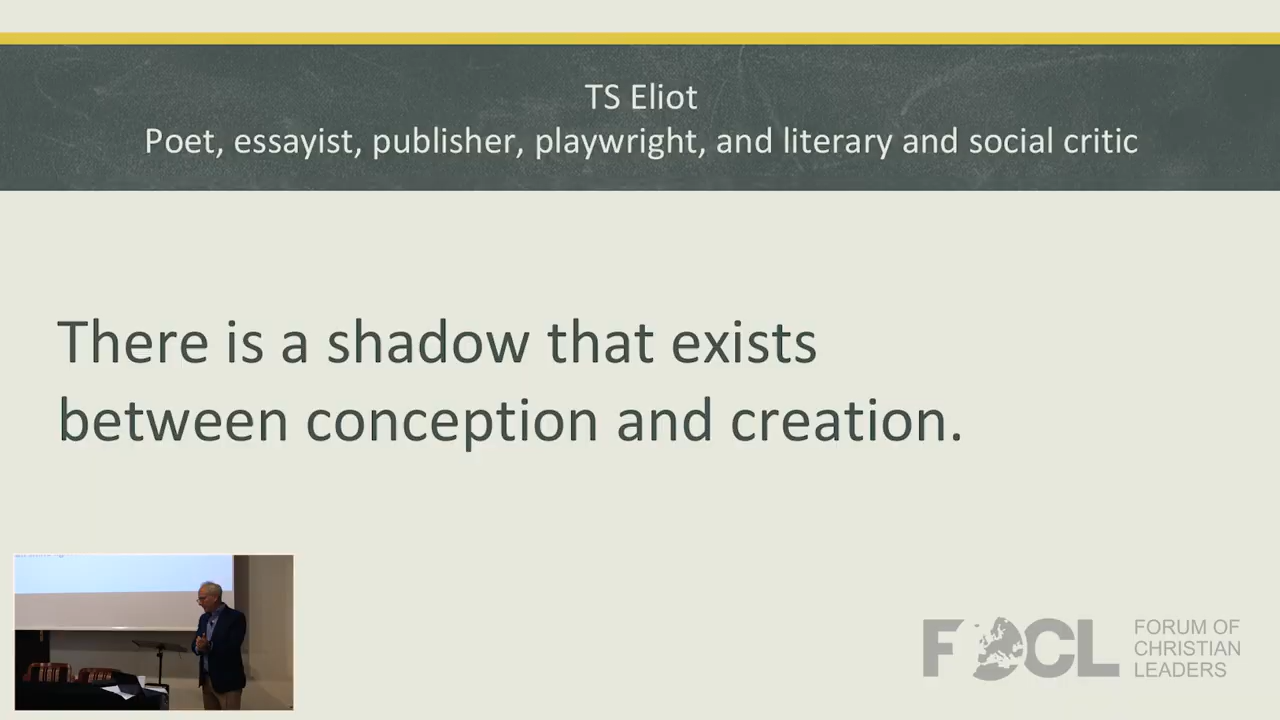 TS Eliot
Poet, essayist, publisher, playwright, and literary and social critic
There is a shadow that exists
between conception and creation.
FOCL
FORUM OF
CHRISTIAN
LEADERS